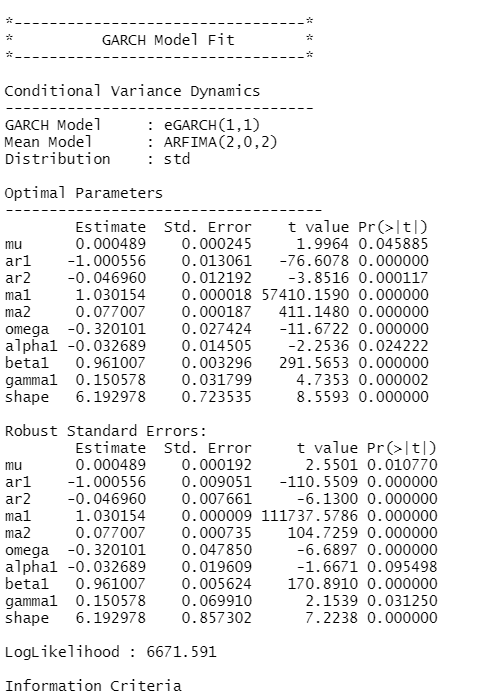 *---------------------------------*
*          GARCH Model Fit        *
*---------------------------------*
Conditional Variance Dynamics
-----------------------------------
GARCH Model     : eGARCH(1,1)
Mean Model      : ARFIMA(2,0,2)
Distribution    : std
Optimal Parameters
------------------------------------
        Estimate  Std. Error     t value Pr(>|t|)
mu      0.000489    0.000245      1.9964 0.045885
ar1    -1.000556    0.013061    -76.6078 0.000000
ar2    -0.046960    0.012192     -3.8516 0.000117
ma1     1.030154    0.000018  57410.1590 0.000000
ma2     0.077007    0.000187    411.1480 0.000000
omega  -0.320101    0.027424    -11.6722 0.000000
alpha1 -0.032689    0.014505     -2.2536 0.024222
beta1   0.961007    0.003296    291.5653 0.000000
gamma1  0.150578    0.031799      4.7353 0.000002
shape   6.192978    0.723535      8.5593 0.000000
Robust Standard Errors:
        Estimate  Std. Error     t value Pr(>|t|)
mu      0.000489    0.000192      2.5501 0.010770
ar1    -1.000556    0.009051   -110.5509 0.000000
ar2    -0.046960    0.007661     -6.1300 0.000000
ma1     1.030154    0.000009 111737.5786 0.000000
ma2     0.077007    0.000735    104.7259 0.000000
omega  -0.320101    0.047850     -6.6897 0.000000
alpha1 -0.032689    0.019609     -1.6671 0.095498
beta1   0.961007    0.005624    170.8910 0.000000
gamma1  0.150578    0.069910      2.1539 0.031250
shape   6.192978    0.857302      7.2238 0.000000
LogLikelihood : 6671.591
Information Criteria